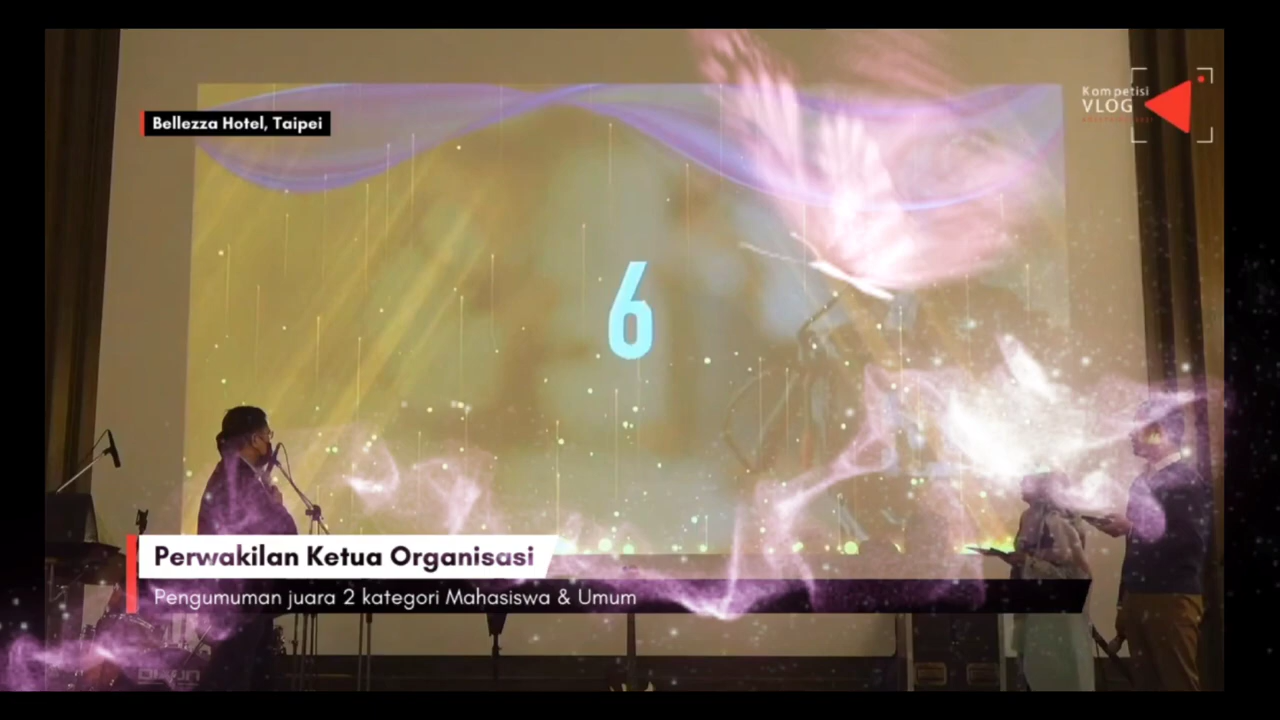 Bellezza Hotel, Taipei
Kompetisi
VLOG
6
Perwakilan Ketua Organisasi
Pengumuman juara 2 kategori Mahasiswa & Umum